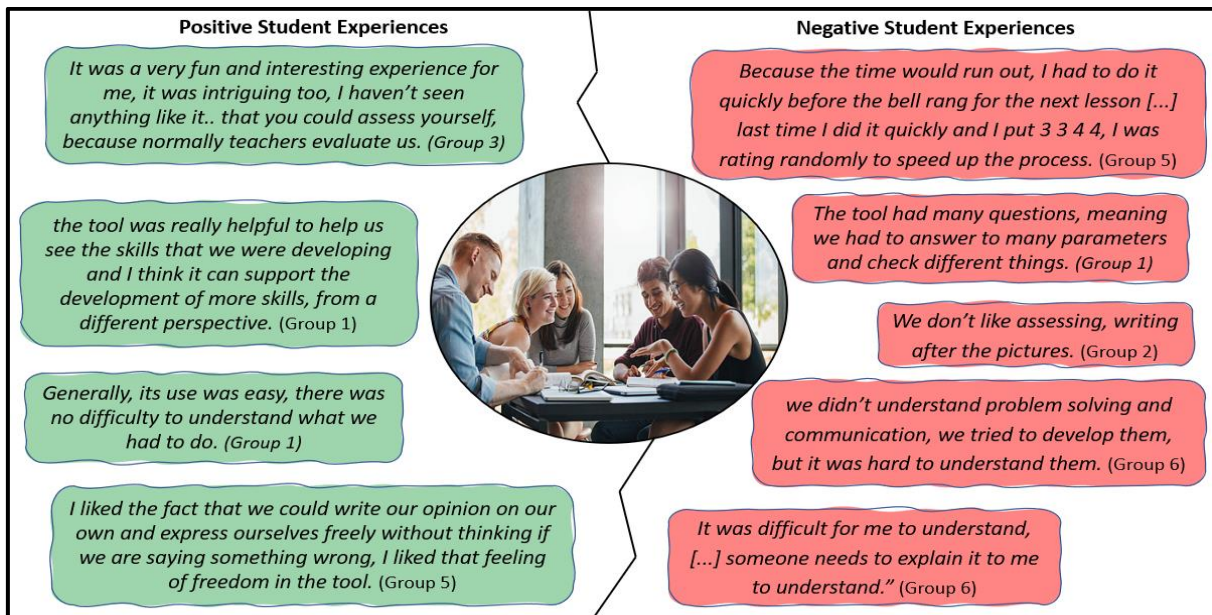 Positive Student Experiences
It was a very fun and interesting experience for
me, it was intriguing too, I haven’t seen
anything like it.. that you could assess yourself,
because normally teachers evaluate us. (Group 3)
the tool was really helpful to help us
see the skills that we were developing
and I think it can support the
development of more skills, from a
different perspective. (Group 1)
Generally, its use was easy, there was
no difficulty to understand what we
had to do. (Group 1)
I liked the fact that we could write our opinion on our
own and express ourselves freely without thinking if
we are saying something wrong, I liked that feeling
of freedom in the tool. (Group 5)
Negative Student Experiences
Because the time would run out, I had to do it
quickly before the bell rang for the next lesson [...]
last time I did it quickly and I put 3 3 4 4, I was
rating randomly to speed up the process. (Group 5)
The tool had many questions, meaning
we had to answer to many parameters
and check different things. (Group 1)
We don’t like assessing, writing
after the pictures. (Group 2)
we didn’t understand problem solving and
communication, we tried to develop them,
but it was hard to understand them. (Group 6)
It was difficult for me to understand,
[...] someone needs to explain it to me
to understand.” (Group 6)